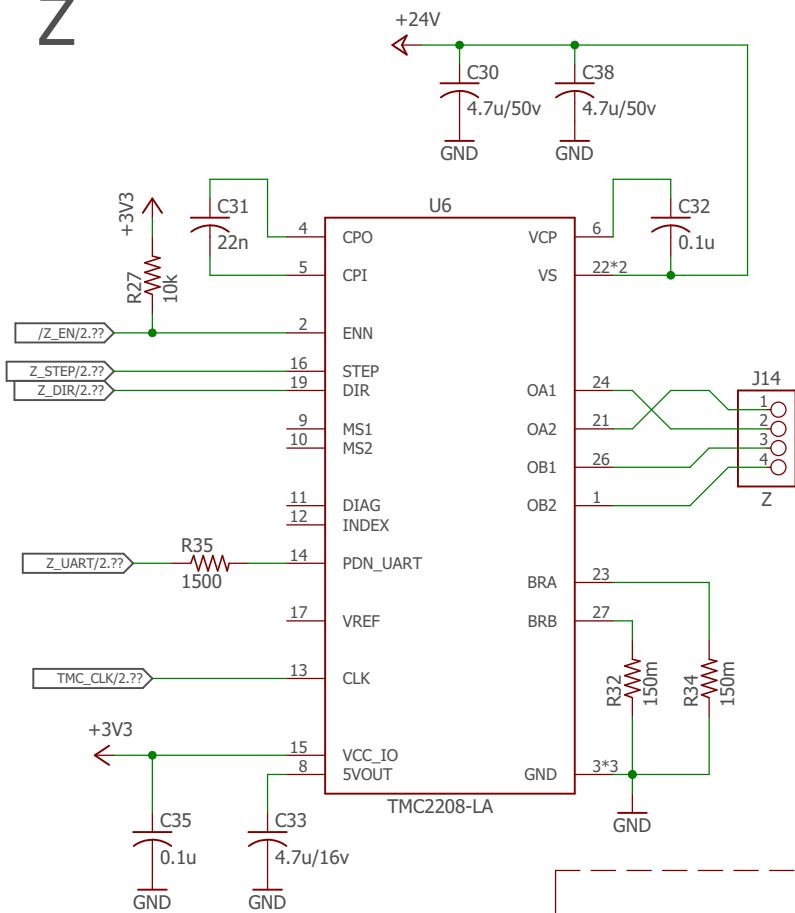 Z
+24V
C30
4.7u/50v
GND
C38
4.7u/50v
GND
+3V3
R27
10k
C31
22n
U6
C32
0.1u
4 CPO
5 CPI
2 ENN
16 STEP
19 DIR
9 MS1
10 MS2
11 DIAG
12 INDEX
14 PDN_UART
17 VREF
13 CLK
15 VCC_IO
8 5VOUT
VCP 6
VS 22*2
OA1 24
OA2 21
OB1 26
OB2 1
BRA 23
BRB 27
GND 3*3
/Z_EN/2.??
Z_STEP/2.??
Z_DIR/2.??
Z_UART/2.??
R35
1500
TMC_CLK/2.??
J14
1
2
3
4
Z
R32
150m
R34
150m
GND
TMC2208-LA
+3V3
C35
0.1u
GND
C33
4.7u/16v
GND